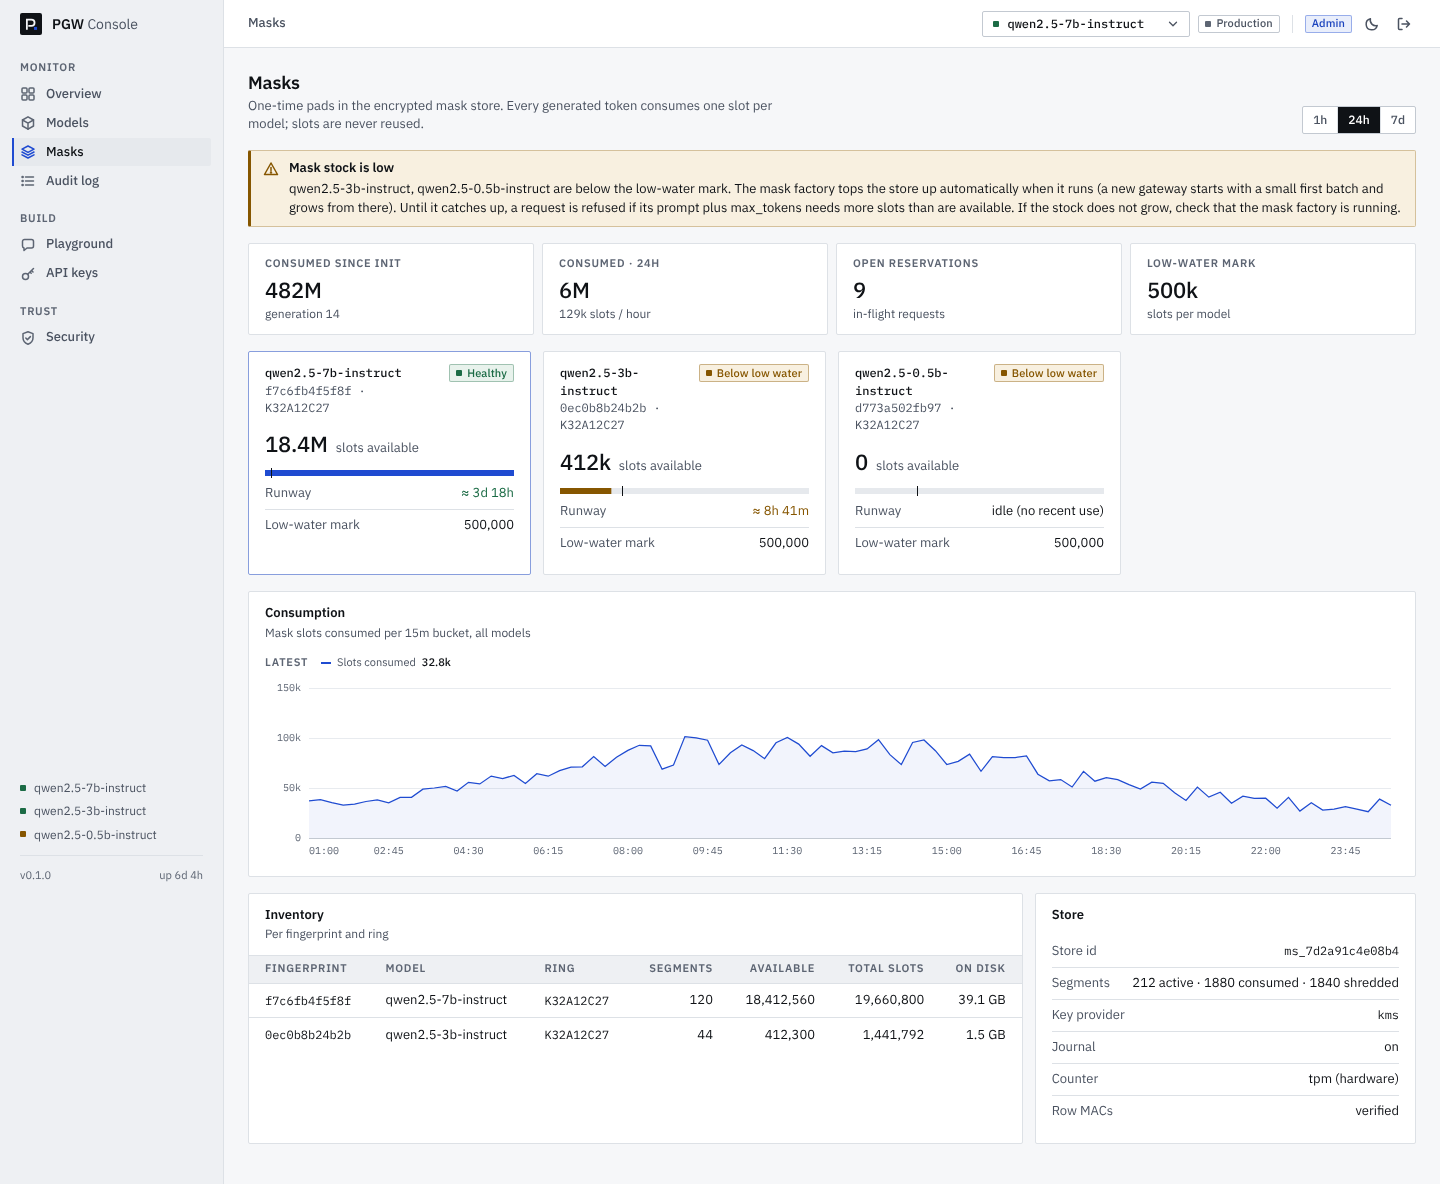 PGW Console
MONITOR
Overview
Models
Masks
Audit log
BUILD
Playground
API keys
TRUST
Security
qwen2.5-7b-instruct
qwen2.5-3b-instruct
qwen2.5-0.5b-instruct
v0.1.0 up 6d 4h
Masks
qwen2.5-7b-instruct
Production
Admin
Masks
One-time pads in the encrypted mask store. Every generated token consumes one slot per
model; slots are never reused.
1h 24h 7d
Mask stock is low
qwen2.5-3b-instruct, qwen2.5-0.5b-instruct are below the low-water mark. The mask factory tops the store up automatically when it runs (a new gateway starts with a small first batch and
grows from there). Until it catches up, a request is refused if its prompt plus max_tokens needs more slots than are available. If the stock does not grow, check that the mask factory is running.
CONSUMED SINCE INIT
482M
generation 14
CONSUMED · 24H
6M
129k slots / hour
OPEN RESERVATIONS
9
in-flight requests
LOW-WATER MARK
500k
slots per model
qwen2.5-7b-instruct
Healthy
f7c6fb4f5f8f ·
K32A12C27
18.4M slots available
Runway ≈ 3d 18h
Low-water mark 500,000
qwen2.5-3b-
instruct
Below low water
0ec0b8b24b2b ·
K32A12C27
412k slots available
Runway ≈ 8h 41m
Low-water mark 500,000
qwen2.5-0.5b-
instruct
Below low water
d773a502fb97 ·
K32A12C27
0 slots available
Runway idle (no recent use)
Low-water mark 500,000
Consumption
Mask slots consumed per 15m bucket, all models
LATEST Slots consumed 32.8k
150k
100k
50k
0
01:00 02:45 04:30 06:15 08:00 09:45 11:30 13:15 15:00 16:45 18:30 20:15 22:00 23:45
Inventory
Per fingerprint and ring
FINGERPRINT MODEL RING SEGMENTS AVAILABLE TOTAL SLOTS ON DISK
f7c6fb4f5f8f qwen2.5-7b-instruct K32A12C27 120 18,412,560 19,660,800 39.1 GB
0ec0b8b24b2b qwen2.5-3b-instruct K32A12C27 44 412,300 1,441,792 1.5 GB
Store
Store id ms_7d2a91c4e08b4
Segments 212 active · 1880 consumed · 1840 shredded
Key provider kms
Journal on
Counter tpm (hardware)
Row MACs verified